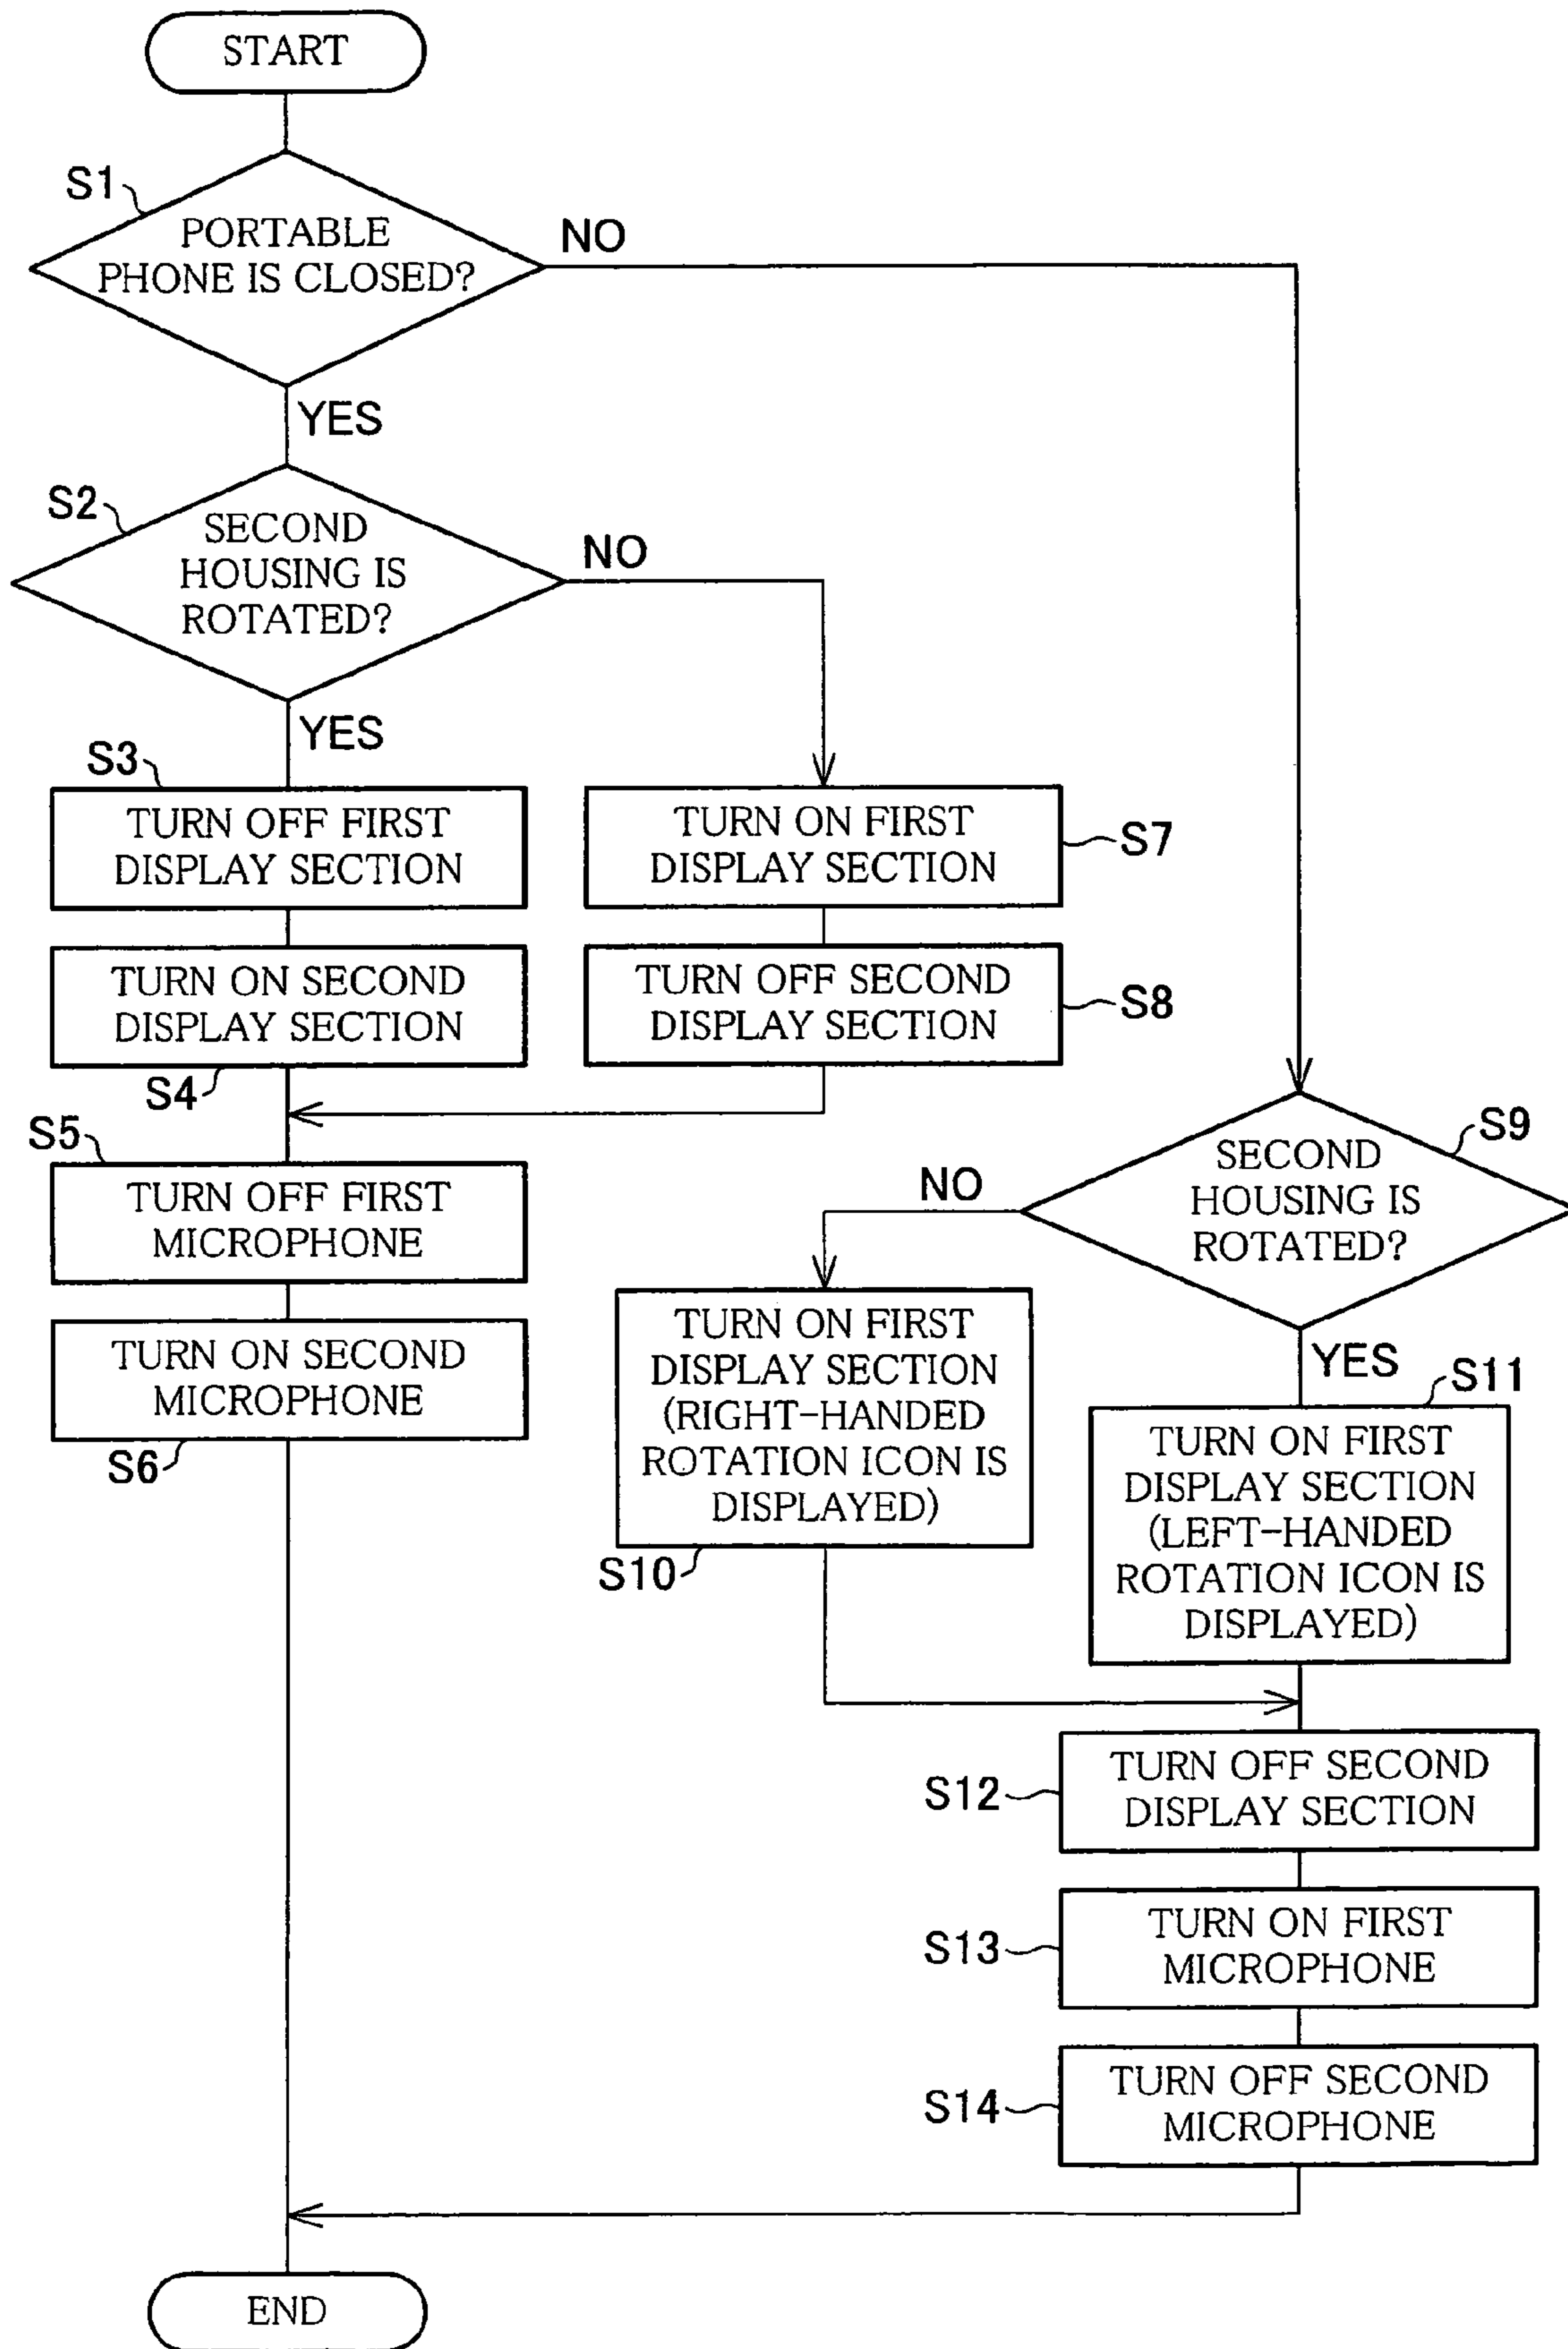 START
S1
PORTABLE
PHONE IS CLOSED?
NO
YES
S2
SECOND
HOUSING IS
ROTATED?
NO
YES
S3
TURN OFF FIRST
DISPLAY SECTION
TURN ON SECOND
DISPLAY SECTION
S4
TURN ON FIRST
DISPLAY SECTION
S7
TURN OFF SECOND
DISPLAY SECTION
S8
S5
TURN OFF FIRST
MICROPHONE
TURN ON SECOND
MICROPHONE
S6
S9
SECOND
HOUSING IS
ROTATED?
NO
YES
TURN ON FIRST
DISPLAY SECTION
(RIGHT-HANDED
ROTATION ICON IS
DISPLAYED)
S10
S11
TURN ON FIRST
DISPLAY SECTION
(LEFT-HANDED
ROTATION ICON IS
DISPLAYED)
S12
TURN OFF SECOND
DISPLAY SECTION
S13
TURN ON FIRST
MICROPHONE
S14
TURN OFF SECOND
MICROPHONE
END